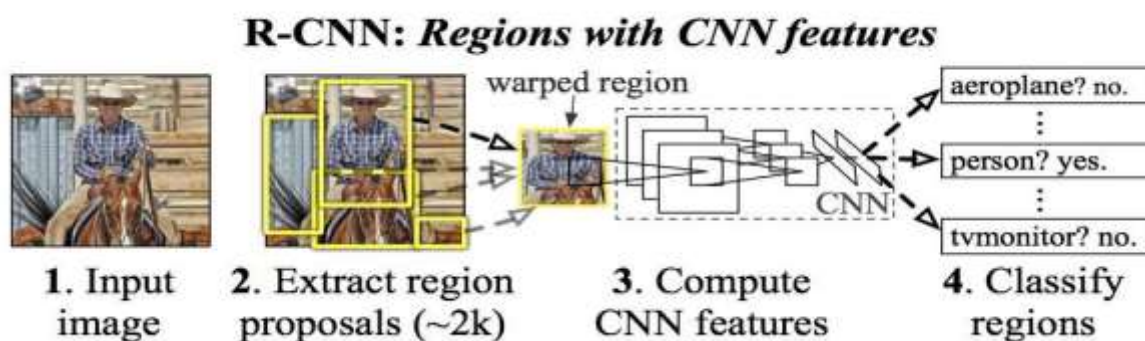 R-CNN: Regions with CNN features
warped region
aeroplane? no.
person? yes.
CNN
tvmonitor? no.
1. Input
image
2. Extract region
proposals (~2k)
3. Compute
CNN features
4. Classify
regions